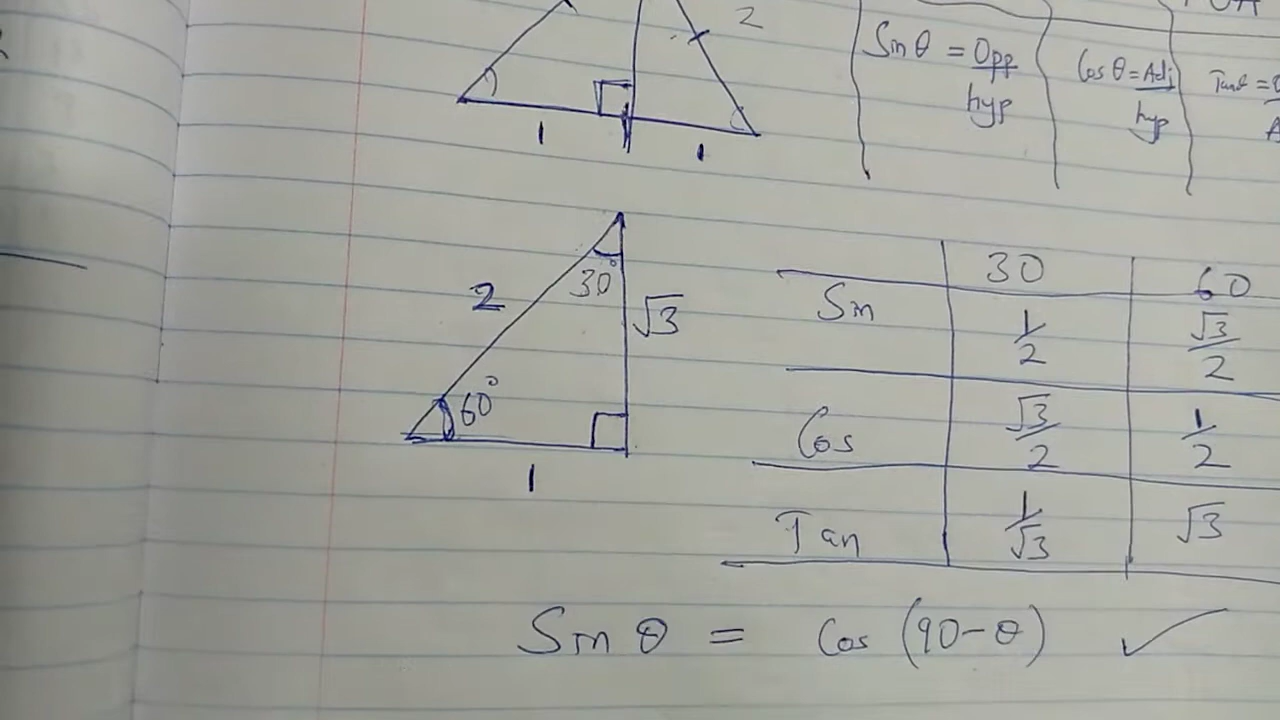 2
Sin θ = Opp/hyp
Cos θ = Adj/hyp
Tan θ =
1
1
30°
2
√3
60°
1
30 60
Sin 1/2 √3/2
Cos √3/2 1/2
Tan 1/√3 √3
Sin θ = Cos (90-θ) ✓